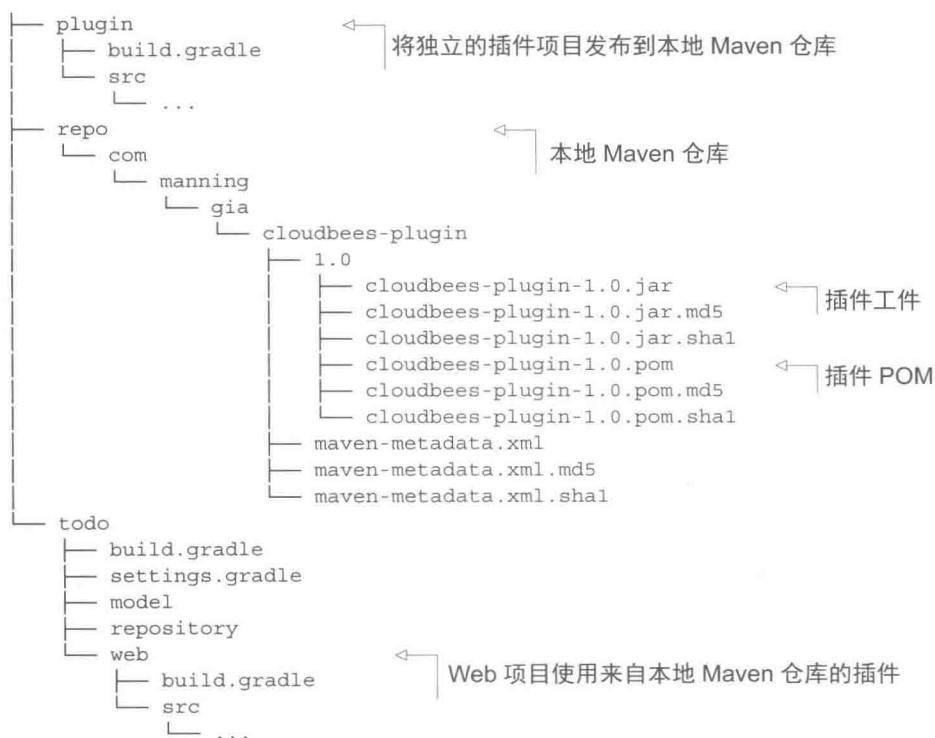 plugin
将独立的插件项目发布到本地 Maven 仓库
build.gradle
src
...
repo
本地 Maven 仓库
com
manning
gia
cloudbees-plugin
1.0
cloudbees-plugin-1.0.jar
插件工件
cloudbees-plugin-1.0.jar.md5
cloudbees-plugin-1.0.jar.sha1
cloudbees-plugin-1.0.pom
插件 POM
cloudbees-plugin-1.0.pom.md5
cloudbees-plugin-1.0.pom.sha1
maven-metadata.xml
maven-metadata.xml.md5
maven-metadata.xml.sha1
todo
build.gradle
settings.gradle
model
repository
web
Web 项目使用来自本地 Maven 仓库的插件
build.gradle
src
...